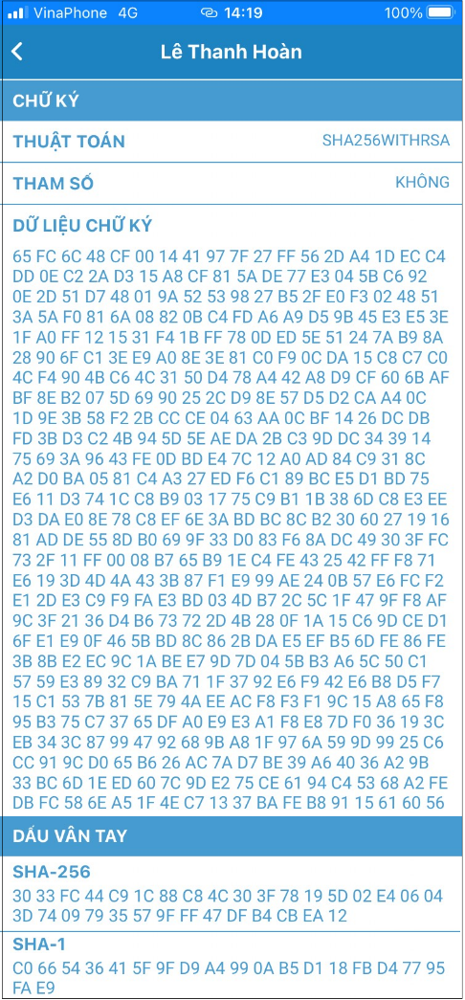 VinaPhone 4G 14:19 100%
Lê Thanh Hoàn
CHỮ KÝ
THUẬT TOÁN SHA256WITHRSA
THAM SỐ KHÔNG
DỮ LIỆU CHỮ KÝ
65 FC 6C 48 CF 00 14 41 97 7F 27 FF 56 2D A4 1D EC C4
DD 0E C2 2A D3 15 A8 CF 81 5A DE 77 E3 04 5B C6 92
0E 2D 51 D7 48 01 9A 52 53 98 27 B5 2F E0 F3 02 48 51
3A 5A F0 81 6A 08 82 0B C4 FD A6 A9 D5 9B 45 E3 E5 3E
1F A0 FF 12 15 31 F4 1B FF 78 0D ED 5E 51 24 7A B9 8A
28 90 6F C1 3E E9 A0 8E 3E 81 C0 F9 0C DA 15 C8 C7 C0
4C F4 90 4B C6 4C 31 50 D4 78 A4 42 A8 D9 CF 60 6B AF
BF 8E B2 07 5D 69 90 25 2C D9 8E 57 D5 D2 CA A4 0C
1D 9E 3B 58 F2 2B CC CE 04 63 AA 0C BF 14 26 DC DB
FD 3B D3 C2 4B 94 5D 5E AE DA 2B C3 9D DC 34 39 14
75 69 3A 96 43 FE 0D BD E4 7C 12 A0 AD 84 C9 31 8C
A2 D0 BA 05 81 C4 A3 27 ED F6 C1 89 BC E5 D1 BD 75
E6 11 D3 74 1C C8 B9 03 17 75 C9 B1 1B 38 6D C8 E3 EE
D3 DA E0 8E 78 C8 EF 6E 3A BD BC 8C B2 30 60 27 19 16
81 AD DE 55 8D B0 69 9F 33 D0 83 F6 8A DC 49 30 3F FC
73 2F 11 FF 00 08 B7 65 B9 1E C4 FE 43 25 42 FF F8 71
E6 19 3D 4D 4A 43 3B 87 F1 E9 99 AE 24 0B 57 E6 FC F2
E1 2D E3 C9 F9 FA E3 BD 03 4D B7 2C 5C 1F 47 9F F8 AF
9C 3F 21 36 D4 B6 73 72 2D 4B 28 0F 1A 15 C6 9D CE D1
6F E1 E9 0F 46 5B BD 8C 86 2B DA E5 EF B5 6D FE 86 FE
3B 8B E2 EC 9C 1A BE E7 9D 7D 04 5B B3 A6 5C 50 C1
57 59 E3 89 32 C9 BA 71 1F 37 92 E6 F9 42 E6 B8 D5 F7
15 C1 53 7B 81 5E 79 4A EE AC F8 F3 F1 9C 15 A8 65 F8
95 B3 75 C7 37 65 DF A0 E9 E3 A1 F8 E8 7D F0 36 19 3C
EB 34 3C 87 99 47 92 68 9B A8 1F 97 6A 59 9D 99 25 C6
CC 91 9C D0 65 B6 26 AC 7A D7 BE 39 A6 40 36 A2 9B
33 BC 6D 1E ED 60 7C 9D E2 75 CE 61 94 C4 53 68 A2 FE
DB FC 58 6E A5 1F 4E C7 13 37 BA FE B8 91 15 61 60 56
DẤU VÂN TAY
SHA-256
30 33 FC 44 C9 1C 88 C8 4C 30 3F 78 19 5D 02 E4 06 04
3D 74 09 79 35 57 9F FF 47 DF B4 CB EA 12
SHA-1
C0 66 54 36 41 5F 9F D9 A4 99 0A B5 D1 18 FB D4 77 95
FA E9